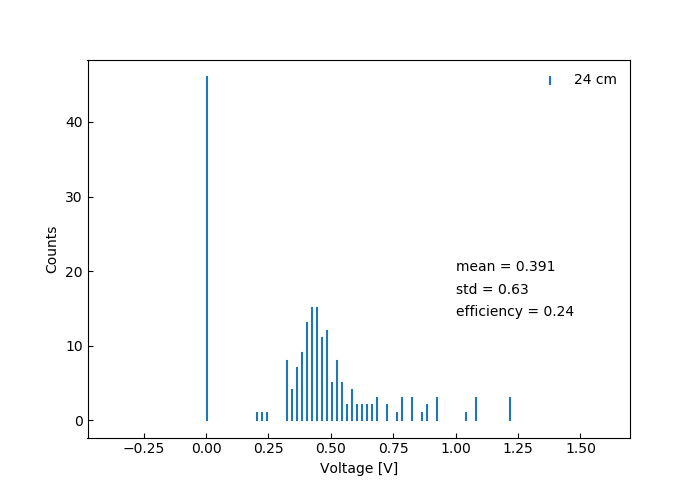 24 cm
40
30
20
10
0
Counts
mean = 0.391
std = 0.63
efficiency = 0.24
−0.25 0.00 0.25 0.50 0.75 1.00 1.25 1.50
Voltage [V]